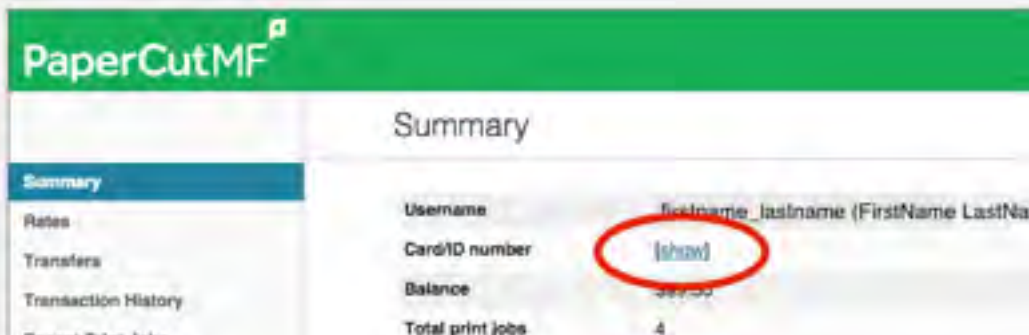 PaperCutMF
Summary
Summary
Rates
Transfers
Transaction History
Username firstname_lastname (FirstName LastNa
Card/ID number [show]
Balance
Total print jobs 4